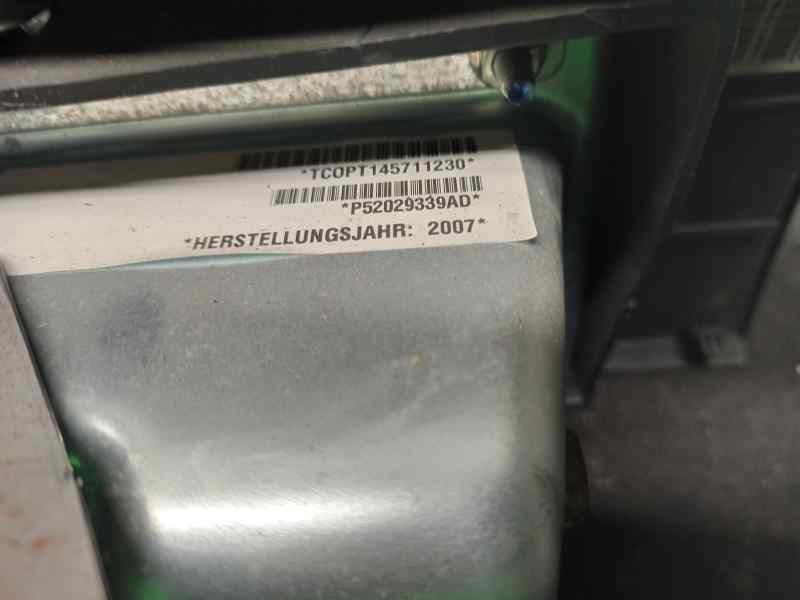 *TCOPT145711230*
*P52029339AD*
*HERSTELLUNGSJAHR: 2007*